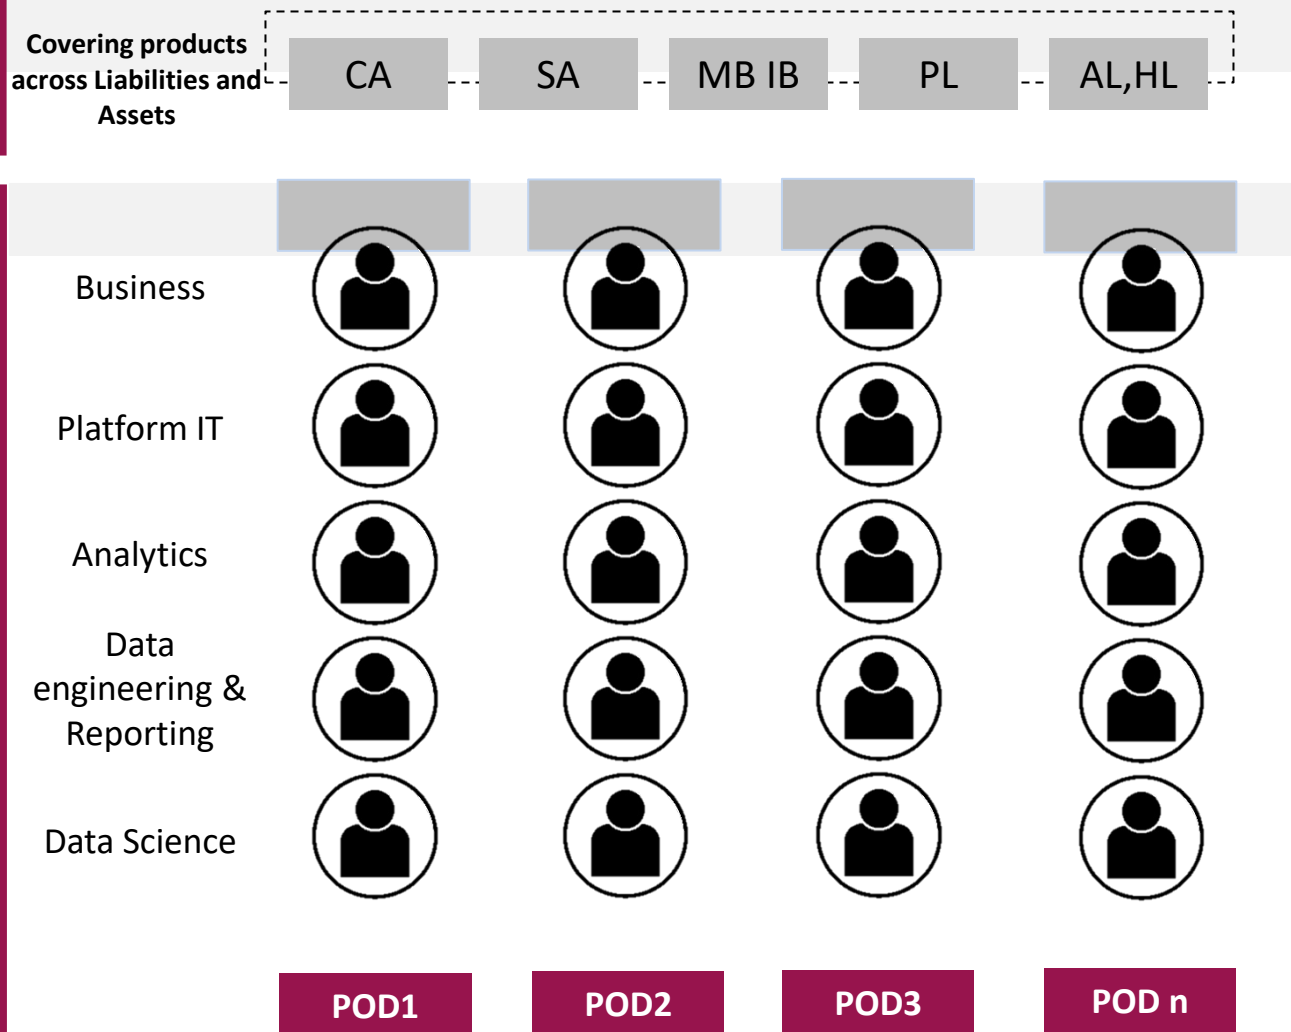 Covering products
across Liabilities and
Assets
CA
SA
MB IB
PL
AL,HL
Business
Platform IT
Analytics
Data
engineering &
Reporting
Data Science
POD1
POD2
POD3
POD n